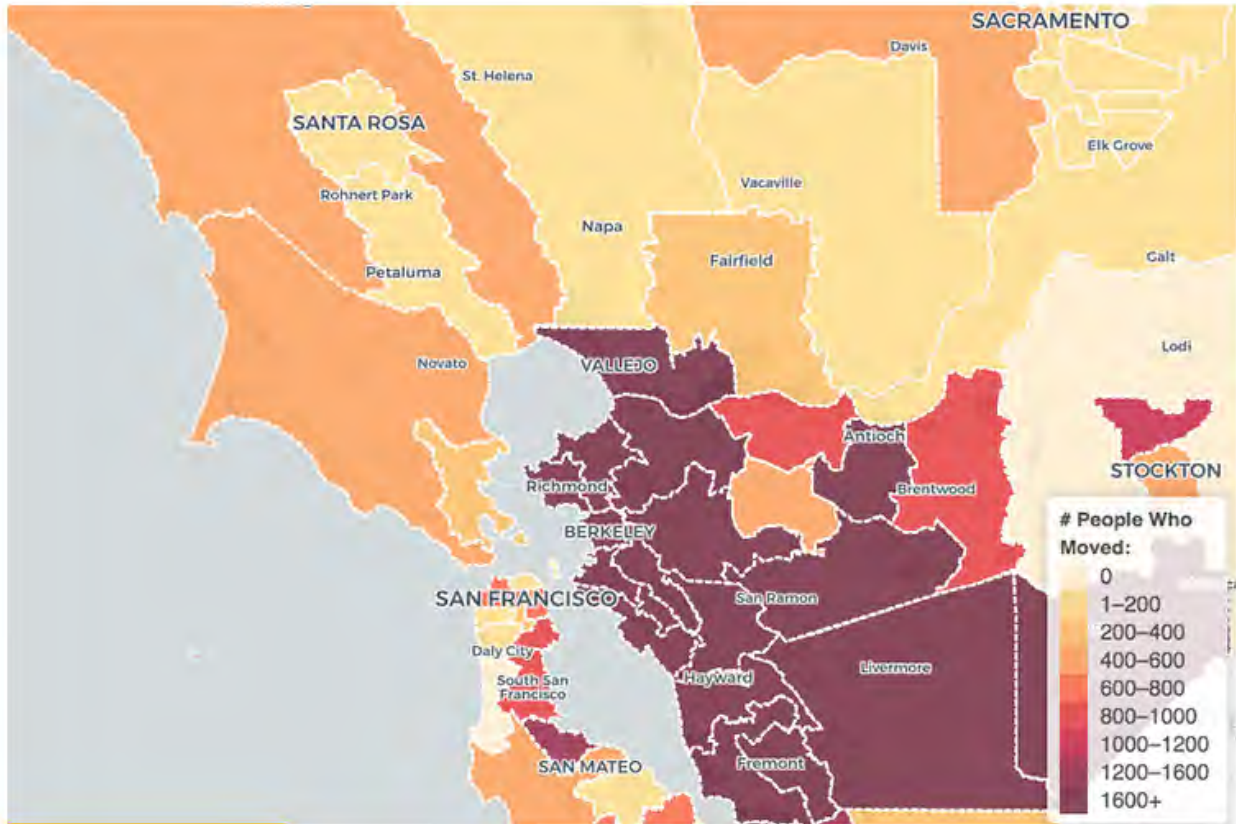 SACRAMENTO
Davis
St. Helena
SANTA ROSA
Elk Grove
Vacaville
Rohnert Park
Napa
Galt
Fairfield
Petaluma
Lodi
Novato
VALLEJO
Antioch
STOCKTON
Richmond
Brentwood
BERKELEY
SAN FRANCISCO
San Ramon
Daly City
Livermore
South San
Francisco
Hayward
SAN MATEO
Fremont
# People Who
Moved:
0
1–200
200–400
400–600
600–800
800–1000
1000–1200
1200–1600
1600+